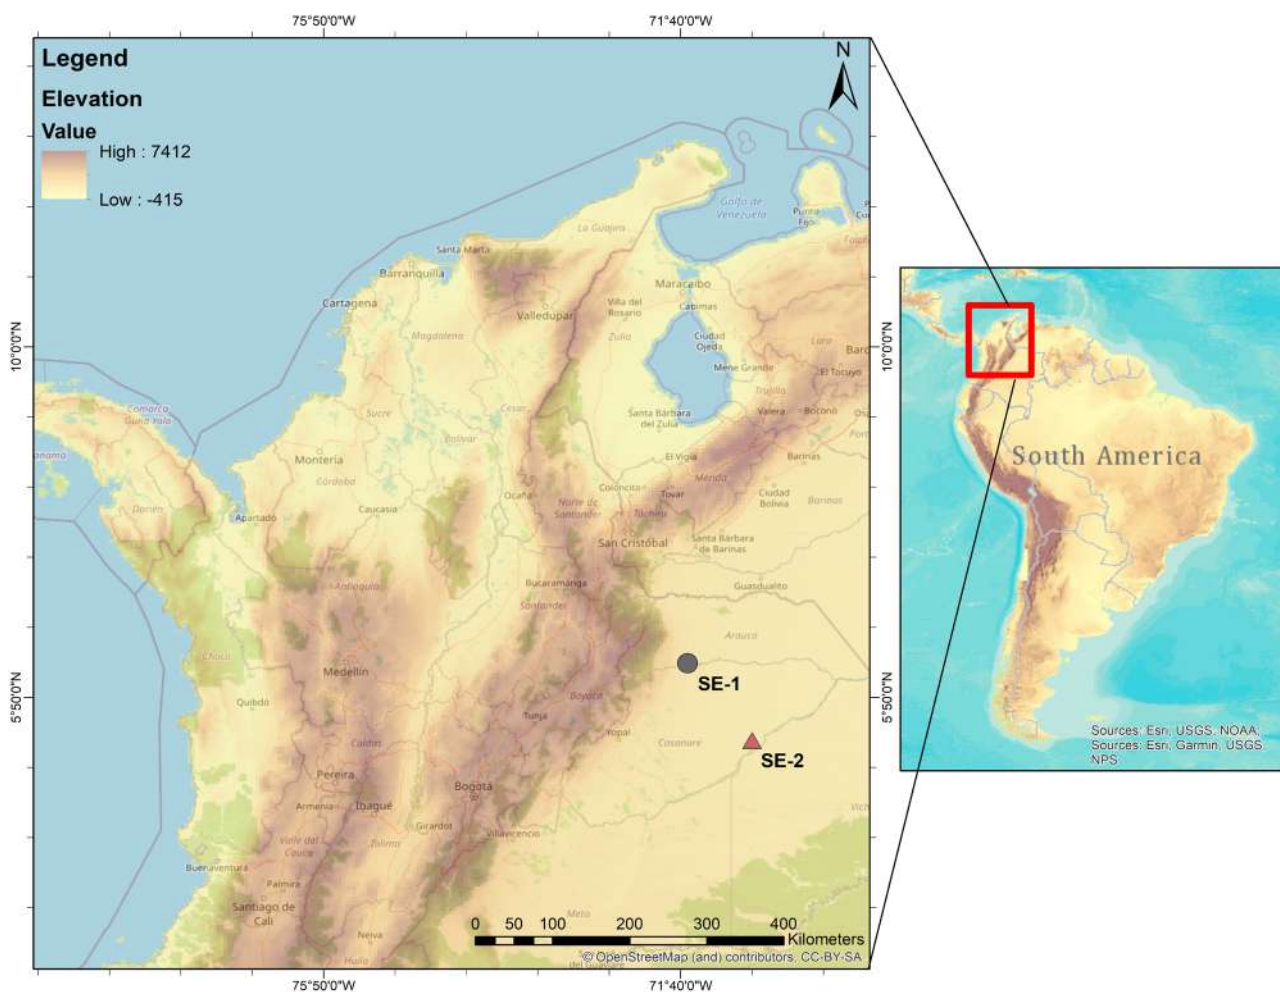 75°50'0"W
71°40'0"W
Legend
Elevation
Value
High : 7412
Low : -415
N
Golfo de
Venezuela
Punto
Fijo
La Guajira
Santa Marta
Barranquilla
Maracaibo
Cartagena
Villa del
Rosario
Cabimas
Valledupar
Zulia
Magdalena
Ciudad
Ojeda
Lara
10°0'0"N
10°0'0"N
Mene Grande
El Tocuyo
Trujillo
Comarca
Guna Yala
Sucre
Cesar
Santa Bárbara
del Zulia
Valera
Boconó
Bolívar
Montería
El Vigía
Barinas
Córdoba
Mérida
Coloncito
Tovar
Ciudad
Bolivia
Barinas
Ocaña
Norte de
Santander
Darién
Caucasia
Táchira
Apartadó
San Cristóbal
Santa Bárbara
de Barinas
Antioquia
Bucaramanga
Guasdualito
Santander
Arauca
Chocó
Medellín
SE-1
Boyacá
5°50'0"N
5°50'0"N
Quibdó
Tunja
Yopal
Casanare
Caldas
SE-2
Pereira
Bogotá
Armenia
Ibagué
Girardot
Villavicencio
Valle del
Cauca
Tolima
Buenaventura
Palmira
Santiago de
Cali
Meta
Neiva
Huila
0 50 100 200 300 400
Kilometers
© OpenStreetMap (and) contributors, CC-BY-SA
75°50'0"W
71°40'0"W
South America
Sources: Esri, USGS, NOAA;
Sources: Esri, Garmin, USGS,
NPS